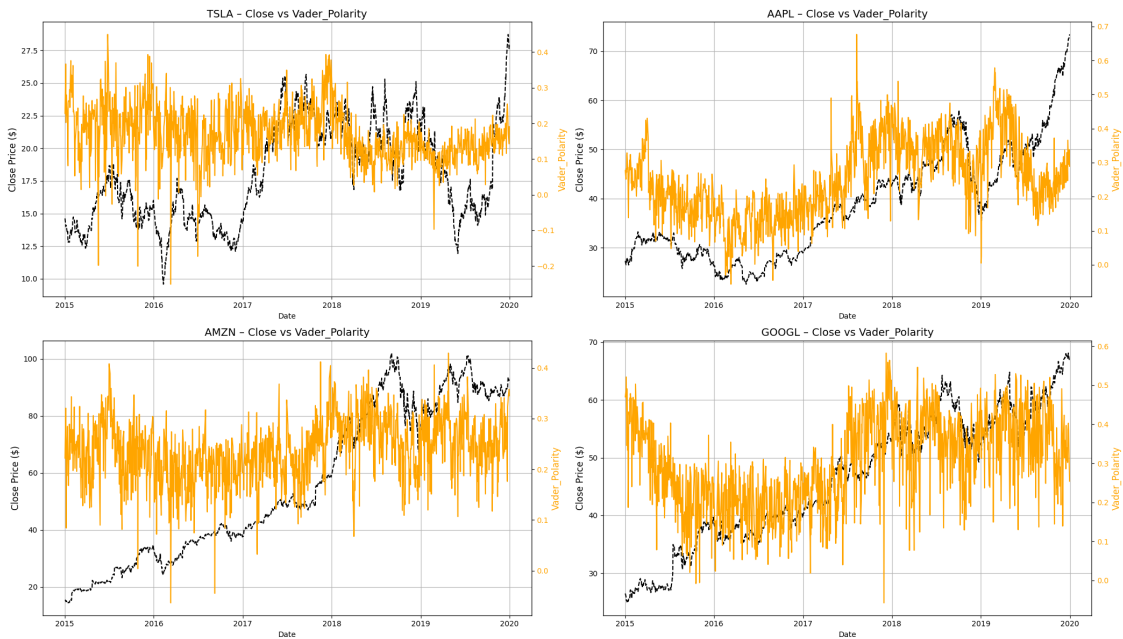 TSLA – Close vs Vader_Polarity
Close Price ($)
27.5
25.0
22.5
20.0
17.5
15.0
12.5
10.0
0.4
0.3
0.2
0.1
0.0
−0.1
−0.2
Vader_Polarity
2015 2016 2017 2018 2019 2020
Date
AAPL – Close vs Vader_Polarity
Close Price ($)
70
60
50
40
30
0.7
0.6
0.5
0.4
0.3
0.2
0.1
0.0
Vader_Polarity
2015 2016 2017 2018 2019 2020
Date
AMZN – Close vs Vader_Polarity
Close Price ($)
100
80
60
40
20
0.4
0.3
0.2
0.1
0.0
Vader_Polarity
2015 2016 2017 2018 2019 2020
Date
GOOGL – Close vs Vader_Polarity
Close Price ($)
70
60
50
40
30
0.6
0.5
0.4
0.3
0.2
0.1
0.0
Vader_Polarity
2015 2016 2017 2018 2019 2020
Date